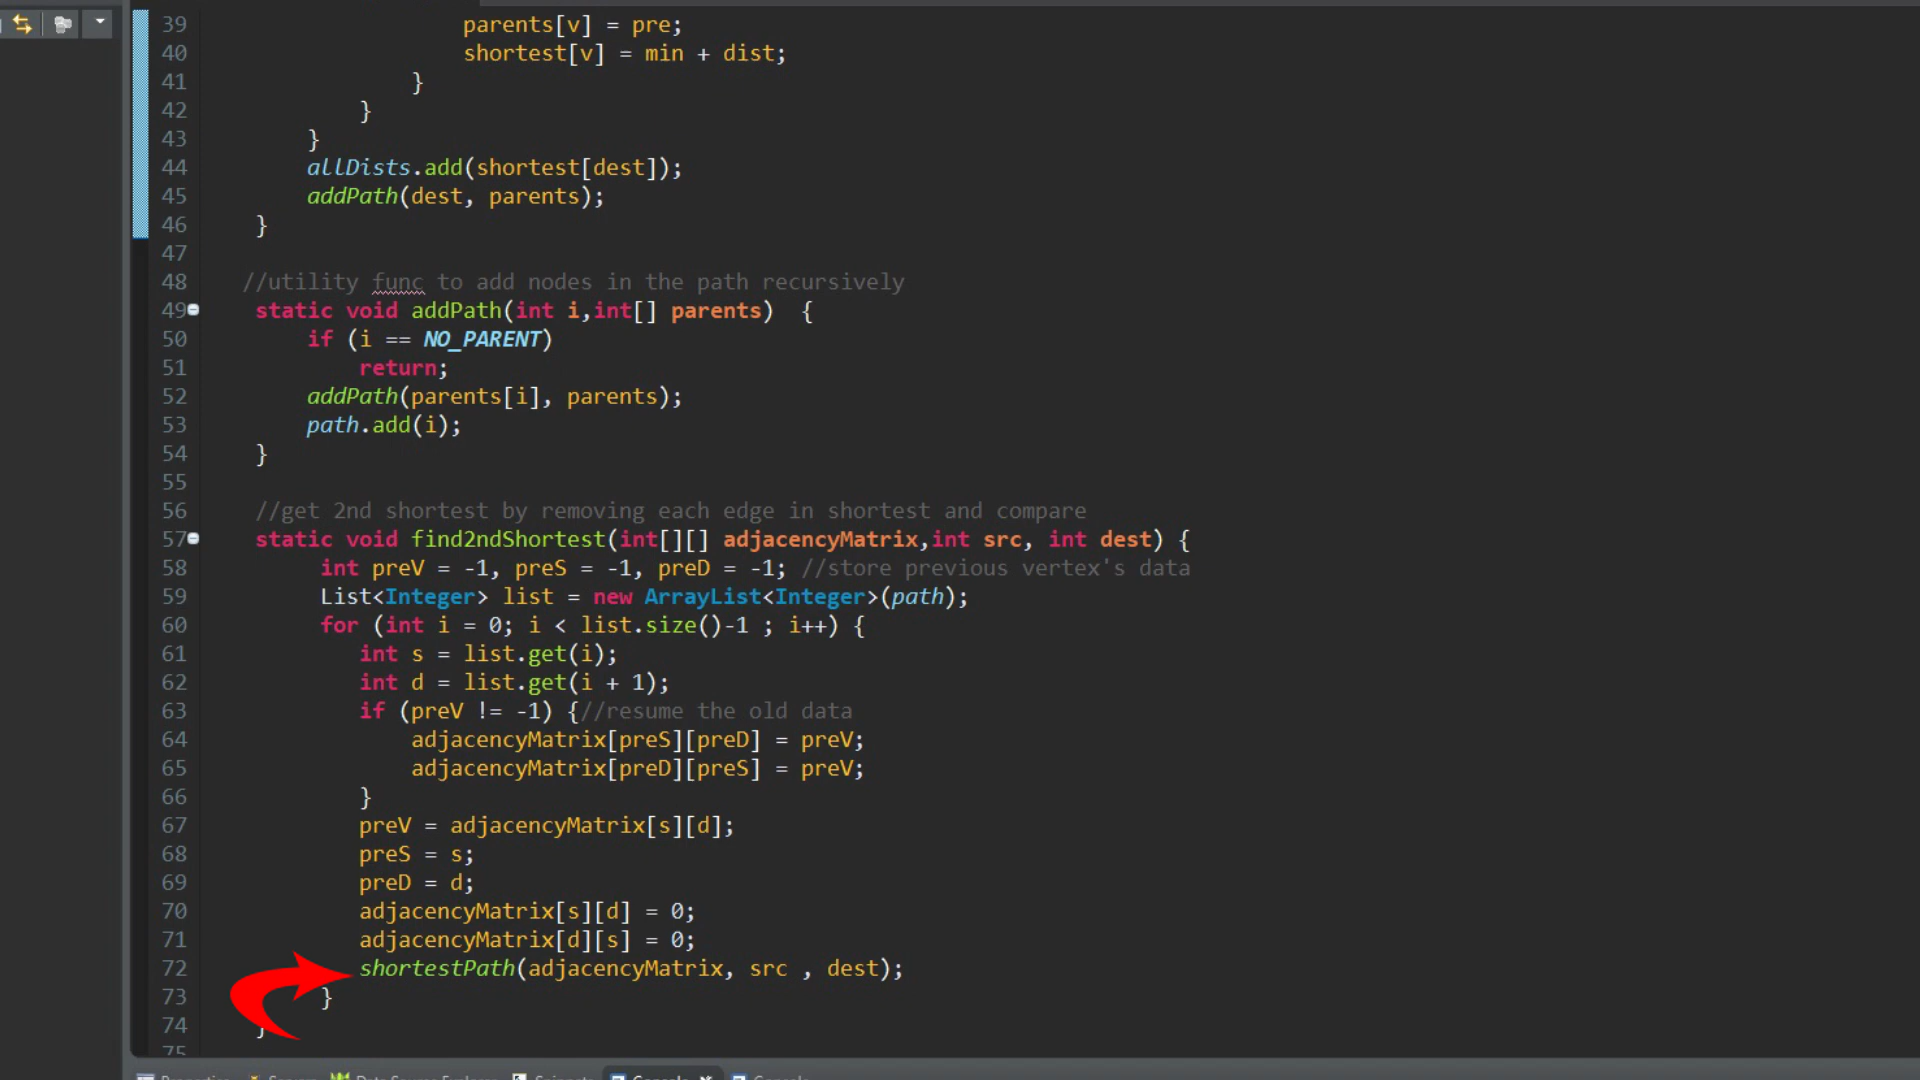 39 parents[v] = pre;
40 shortest[v] = min + dist;
41 }
42 }
43 }
44 allDists.add(shortest[dest]);
45 addPath(dest, parents);
46 }
47
48 //utility func to add nodes in the path recursively
49 static void addPath(int i,int[] parents)  {
50 if (i == NO_PARENT)
51 return;
52 addPath(parents[i], parents);
53 path.add(i);
54 }
55
56 //get 2nd shortest by removing each edge in shortest and compare
57 static void find2ndShortest(int[][] adjacencyMatrix,int src, int dest) {
58 int preV = -1, preS = -1, preD = -1; //store previous vertex's data
59 List<Integer> list = new ArrayList<Integer>(path);
60 for (int i = 0; i < list.size()-1 ; i++) {
61 int s = list.get(i);
62 int d = list.get(i + 1);
63 if (preV != -1) {//resume the old data
64 adjacencyMatrix[preS][preD] = preV;
65 adjacencyMatrix[preD][preS] = preV;
66 }
67 preV = adjacencyMatrix[s][d];
68 preS = s;
69 preD = d;
70 adjacencyMatrix[s][d] = 0;
71 adjacencyMatrix[d][s] = 0;
72 shortestPath(adjacencyMatrix, src , dest);
73 }
74 }
75